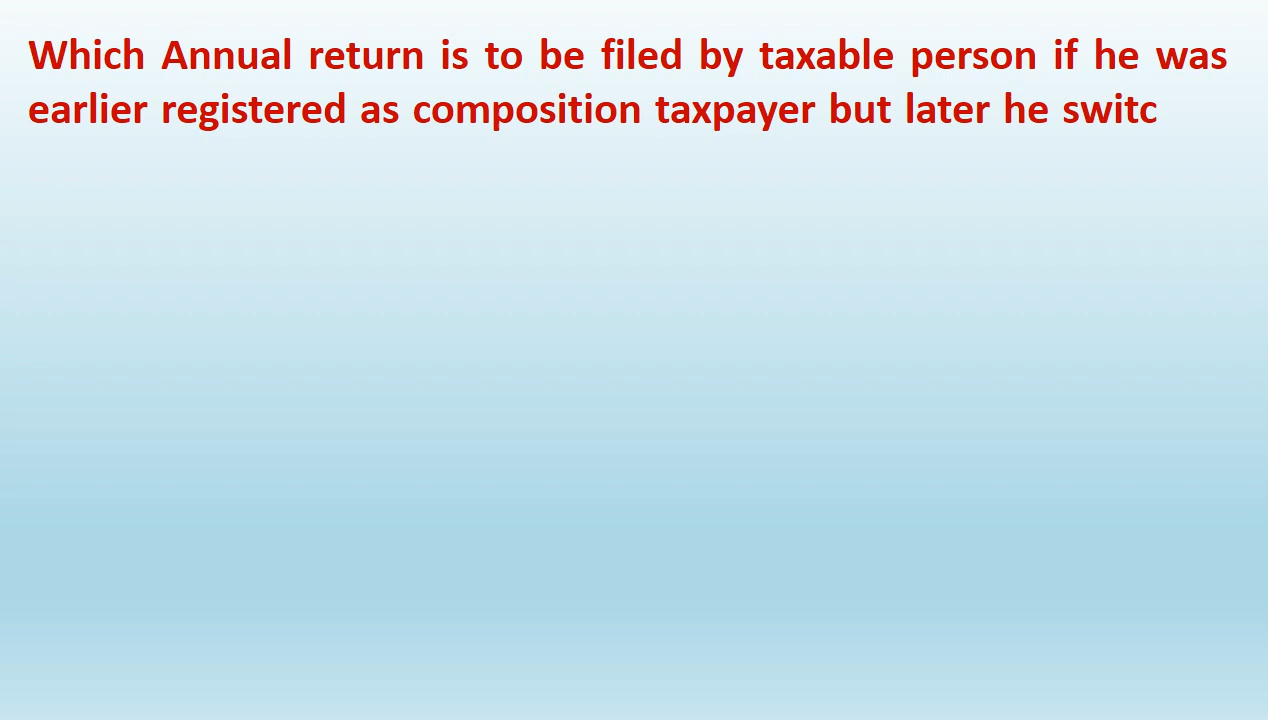 Which Annual return is to be filed by taxable person if he was
earlier registered as composition taxpayer but later he switc